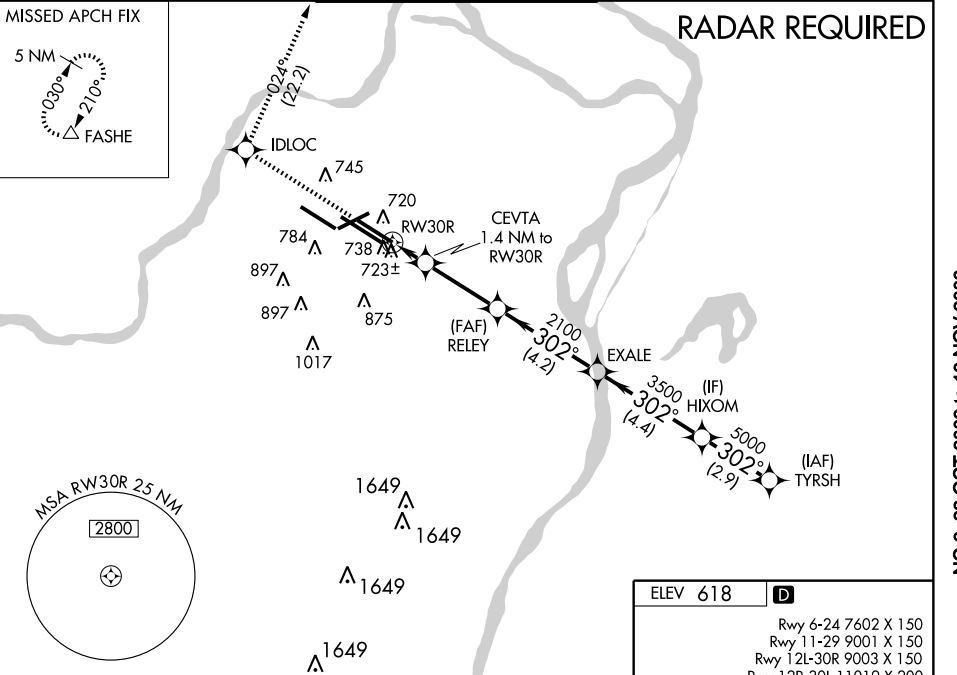 MISSED APCH FIX
5 NM
030°
210°
FASHE
RADAR REQUIRED
024°
(22.2)
IDLOC
745
720
RW30R
CEVTA
1.4 NM to
RW30R
784
738
723±
897
897
875
1017
(FAF)
RELEY
2100
302°
(4.2)
EXALE
3500
302°
(4.4)
(IF)
HIXOM
5000
302°
(2.9)
(IAF)
TYRSH
MSA RW30R 25 NM
2800
1649
1649
1649
1649
ELEV 618
D
Rwy 6-24 7602 X 150
Rwy 11-29 9001 X 150
Rwy 12L-30R 9003 X 150